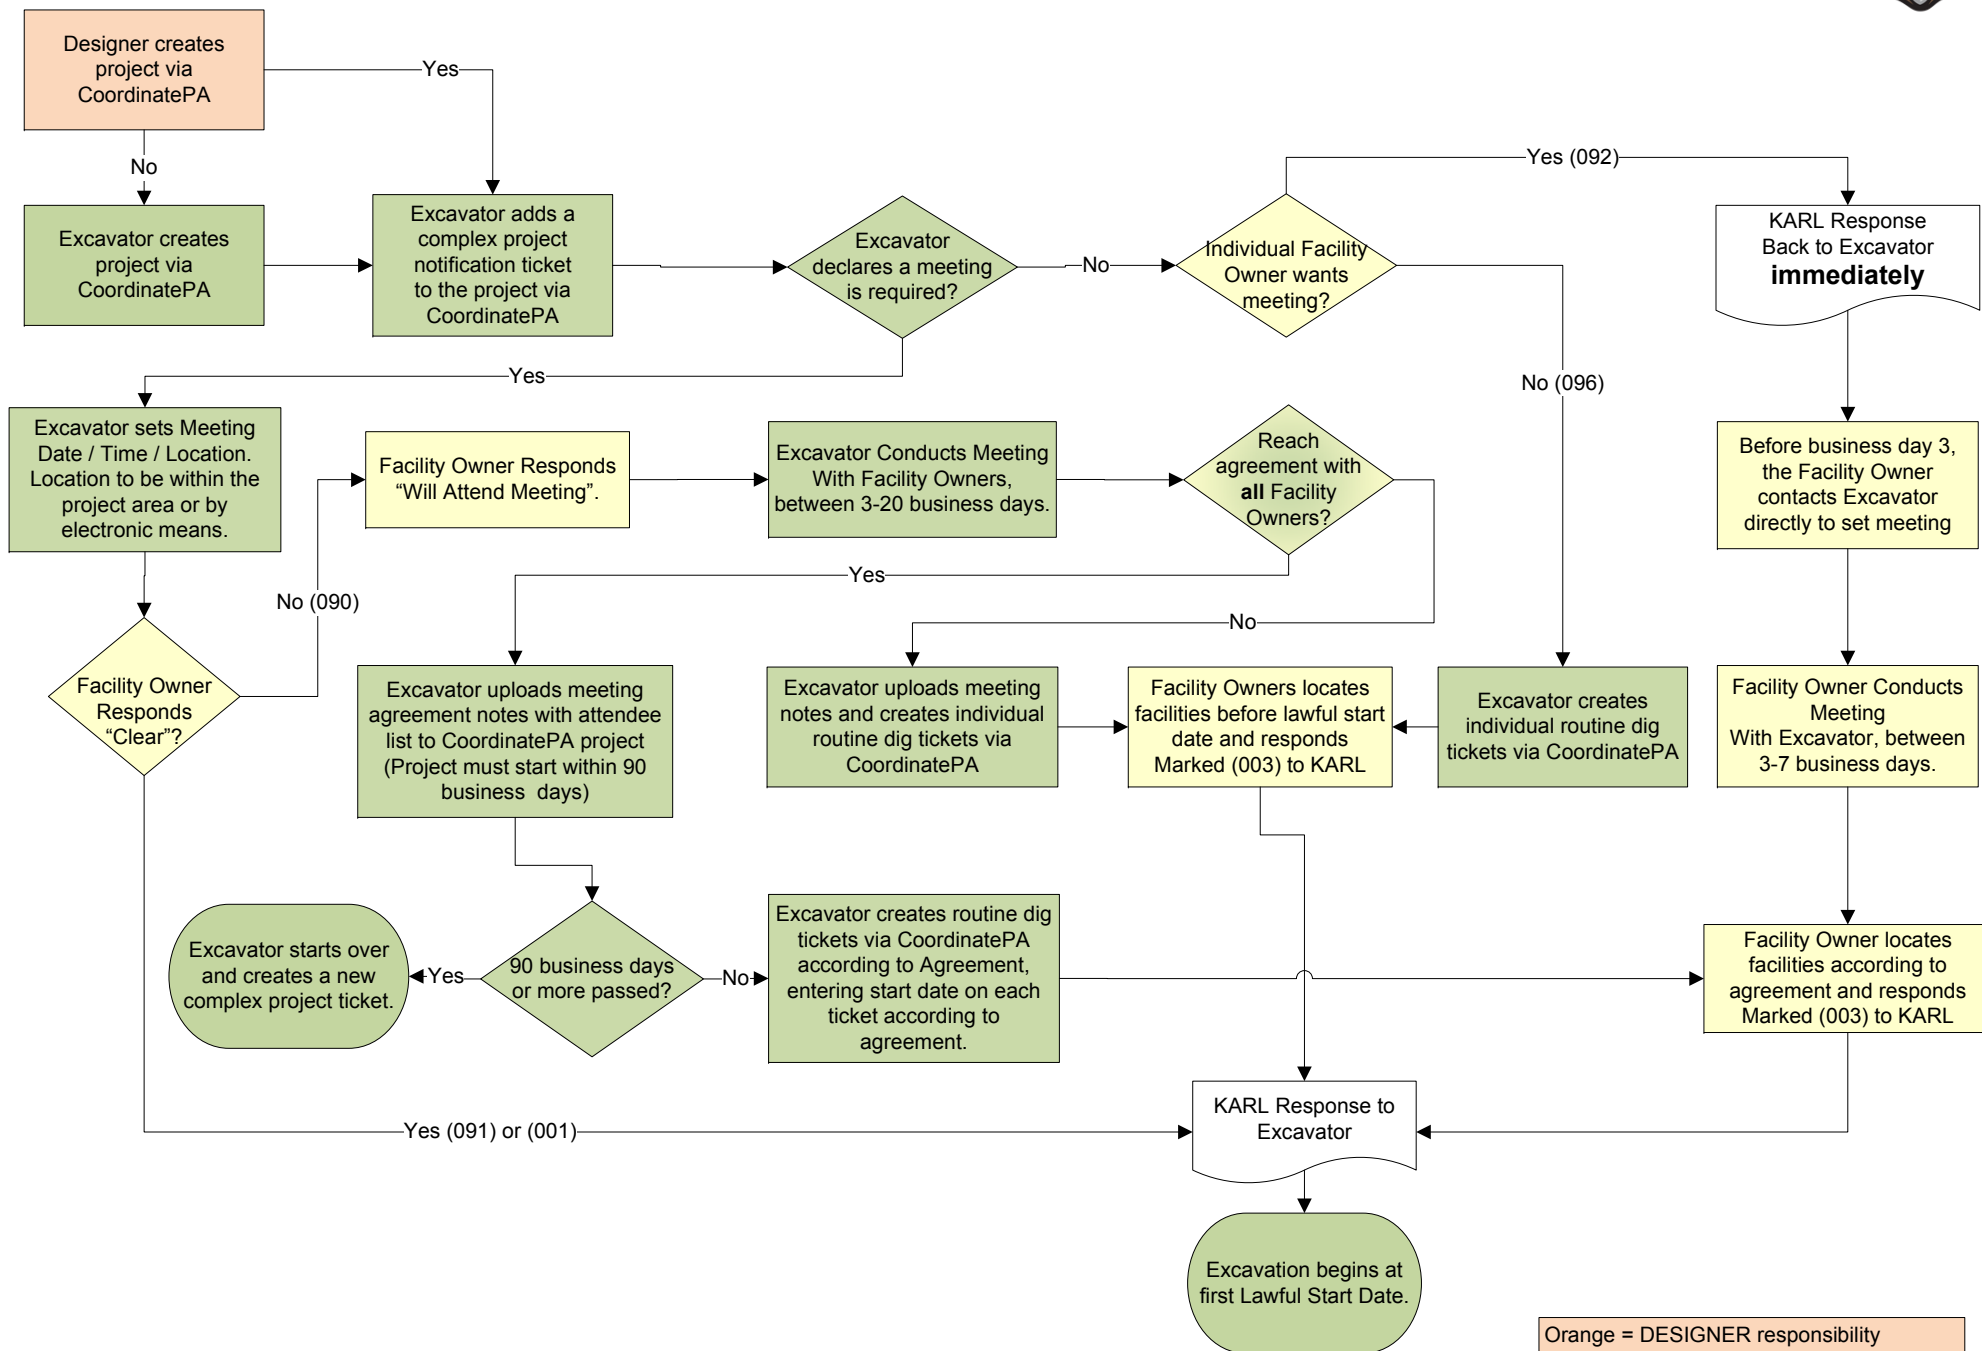 Designer creates
project via
CoordinatePA
Yes
No
Excavator creates
project via
CoordinatePA
Excavator adds a
complex project
notification ticket
to the project via
CoordinatePA
Excavator
declares a meeting
is required?
No
Individual Facility
Owner wants
meeting?
Yes (092)
KARL Response
Back to Excavator
immediately
Yes
No (096)
Excavator sets Meeting
Date / Time / Location.
Location to be within the
project area or by
electronic means.
Facility Owner Responds
“Will Attend Meeting”.
Excavator Conducts Meeting
With Facility Owners,
between 3-20 business days.
Reach
agreement with
all Facility
Owners?
Before business day 3,
the Facility Owner
contacts Excavator
directly to set meeting
No (090)
Yes
No
Facility Owner
Responds
“Clear”?
Excavator uploads meeting
agreement notes with attendee
list to CoordinatePA project
(Project must start within 90
business days)
Excavator uploads meeting
notes and creates individual
routine dig tickets via
CoordinatePA
Facility Owners locates
facilities before lawful start
date and responds
Marked (003) to KARL
Excavator creates
individual routine dig
tickets via CoordinatePA
Facility Owner Conducts
Meeting
With Excavator, between
3-7 business days.
Excavator starts over
and creates a new
complex project ticket.
Yes
90 business days
or more passed?
No
Excavator creates routine dig
tickets via CoordinatePA
according to Agreement,
entering start date on each
ticket according to
agreement.
Facility Owner locates
facilities according to
agreement and responds
Marked (003) to KARL
Yes (091) or (001)
KARL Response to
Excavator
Excavation begins at
first Lawful Start Date.
Orange = DESIGNER responsibility